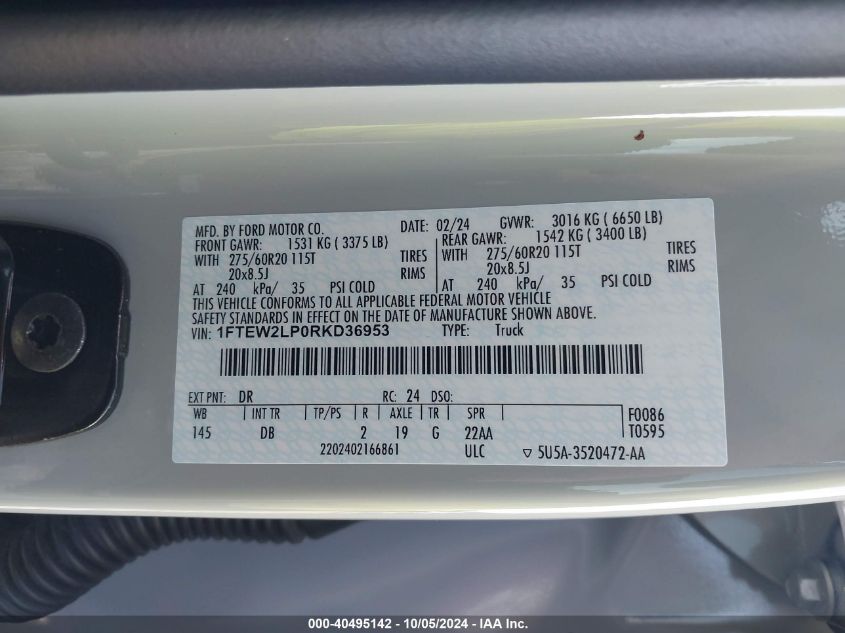 MFD. BY FORD MOTOR CO. DATE: 02/24 GVWR: 3016 KG ( 6650 LB)
FRONT GAWR: 1531 KG ( 3375 LB) REAR GAWR: 1542 KG ( 3400 LB)
WITH 275/60R20 115T TIRES WITH 275/60R20 115T TIRES
20x8.5J RIMS 20x8.5J RIMS
AT 240 kPa/ 35 PSI COLD AT 240 kPa/ 35 PSI COLD
THIS VEHICLE CONFORMS TO ALL APPLICABLE FEDERAL MOTOR VEHICLE
SAFETY STANDARDS IN EFFECT ON THE DATE OF MANUFACTURE SHOWN ABOVE.
VIN: 1FTEW2LP0RKD36953 TYPE: Truck
EXT PNT: DR RC: 24 DSO:
WB INT TR TP/PS R AXLE TR SPR F0086
145 DB 2 19 G 22AA T0595
2202402166861 ULC ▽ 5U5A-3520472-AA
000-40495142 - 10/05/2024 - IAA Inc.